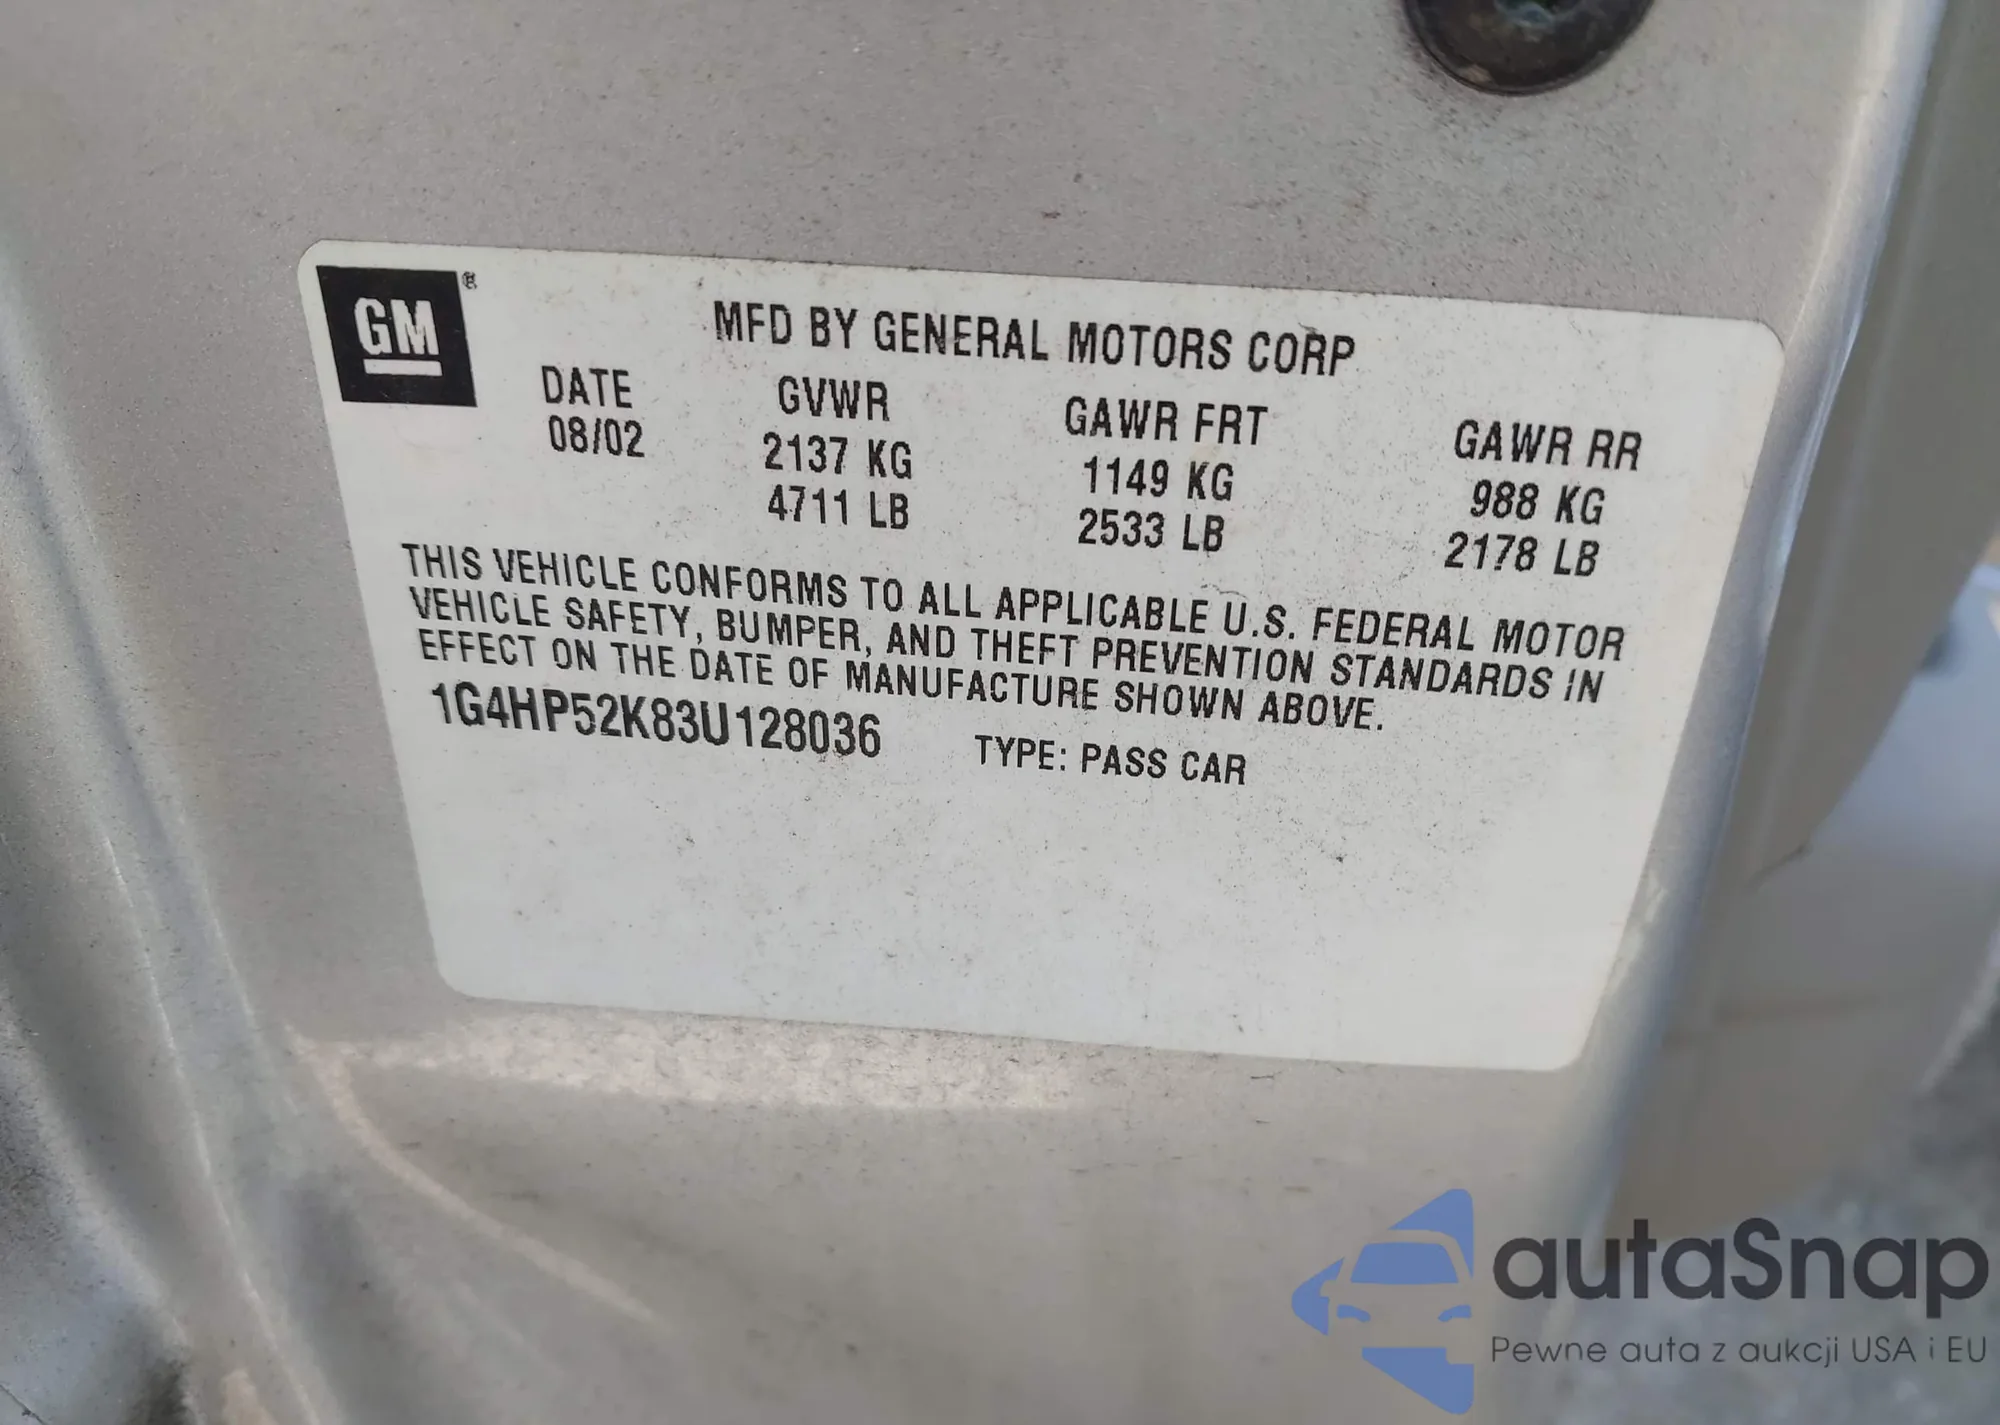 GM ®
MFD BY GENERAL MOTORS CORP
DATE GVWR GAWR FRT GAWR RR
08/02 2137 KG 1149 KG 988 KG
4711 LB 2533 LB 2178 LB
THIS VEHICLE CONFORMS TO ALL APPLICABLE U.S. FEDERAL MOTOR
VEHICLE SAFETY, BUMPER, AND THEFT PREVENTION STANDARDS IN
EFFECT ON THE DATE OF MANUFACTURE SHOWN ABOVE.
1G4HP52K83U128036 TYPE: PASS CAR
autaSnap
Pewne auta z aukcji USA i EU